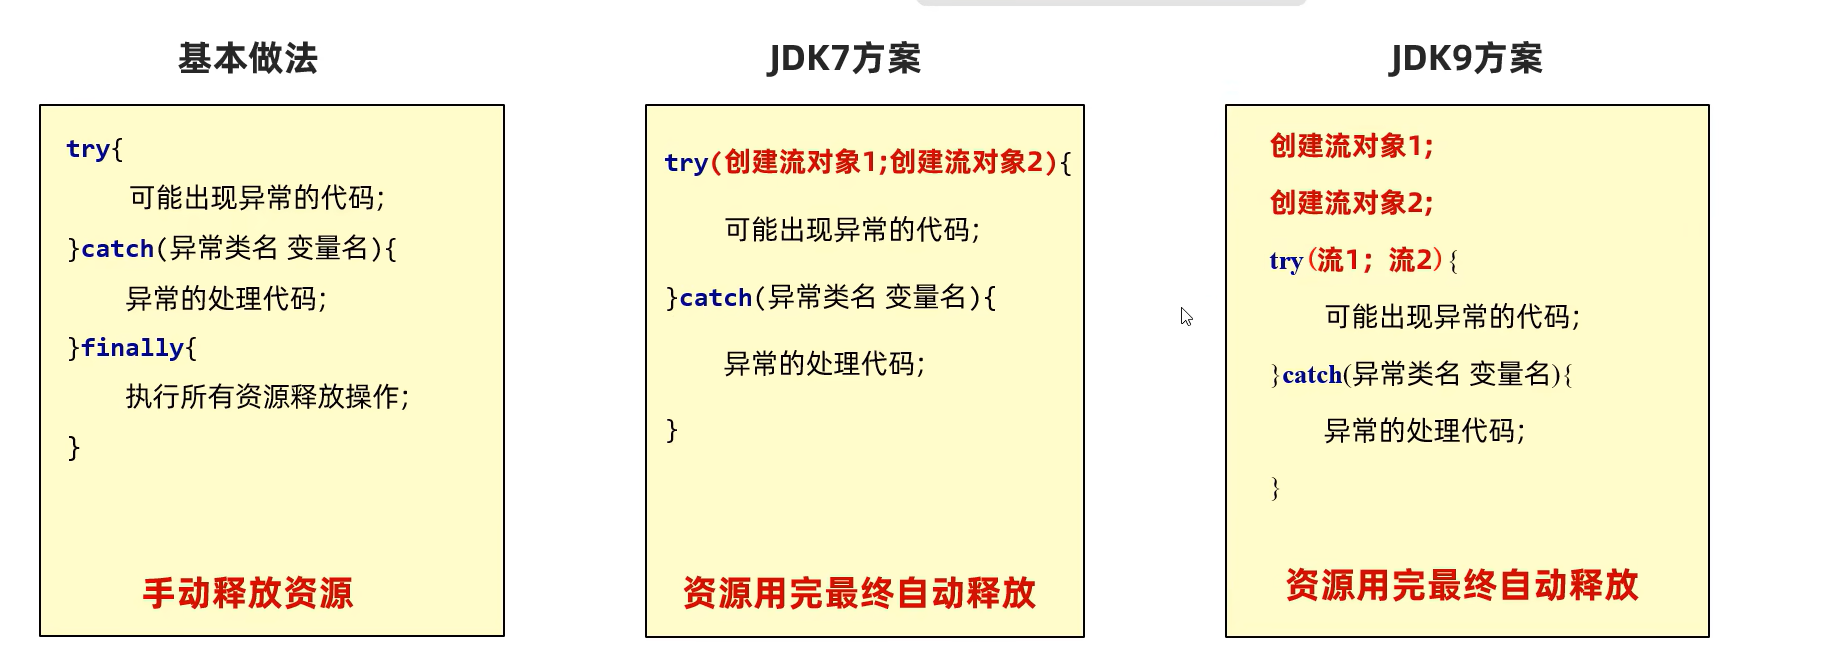 基本做法
try{
可能出现异常的代码;
}catch(异常类名 变量名){
异常的处理代码;
}finally{
执行所有资源释放操作;
}
手动释放资源
JDK7方案
try(创建流对象1;创建流对象2){
可能出现异常的代码;
}catch(异常类名 变量名){
异常的处理代码;
}
资源用完最终自动释放
JDK9方案
创建流对象1;
创建流对象2;
try(流1；流2){
可能出现异常的代码;
}catch(异常类名 变量名){
异常的处理代码;
}
资源用完最终自动释放